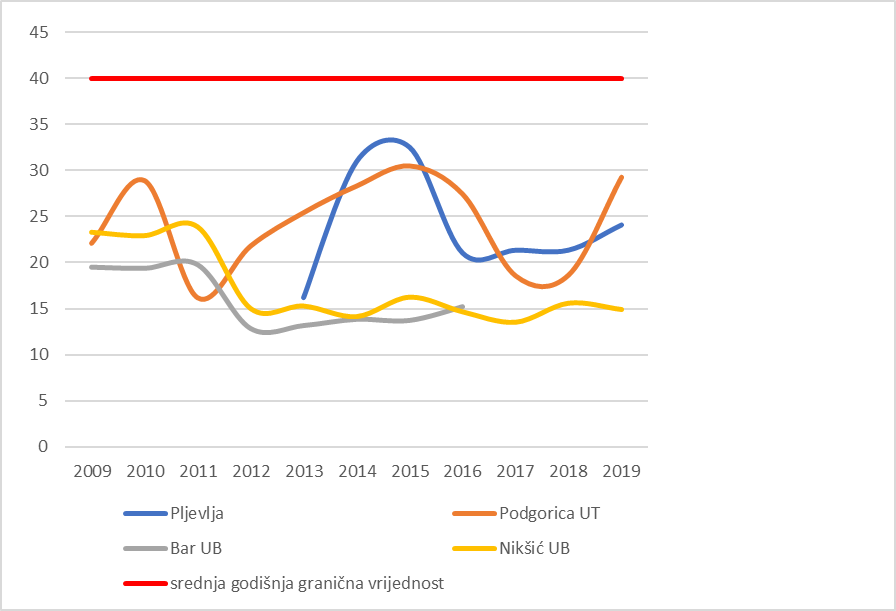 45
40
35
30
25
20
15
10
5
0
2009 2010 2011 2012 2013 2014 2015 2016 2017 2018 2019
Pljevlja Podgorica UT
Bar UB Nikšić UB
srednja godišnja granična vrijednost